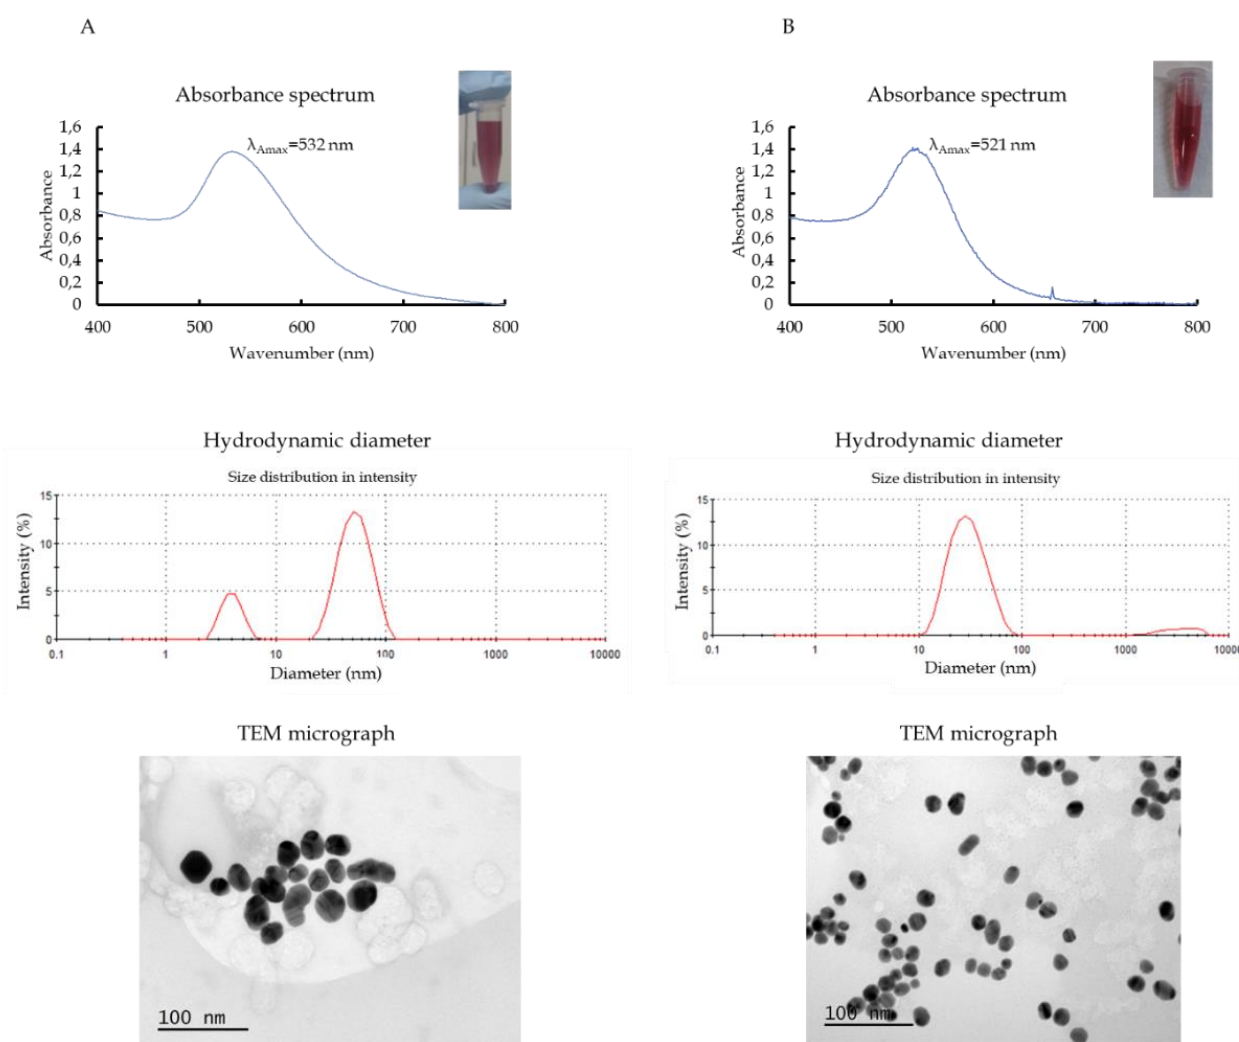 A
Absorbance spectrum
λAmax=532 nm
1,6
1,4
1,2
1
0,8
0,6
0,4
0,2
0
Absorbance
400 500 600 700 800
Wavenumber (nm)
B
Absorbance spectrum
λAmax=521 nm
1,6
1,4
1,2
1
0,8
0,6
0,4
0,2
0
Absorbance
400 500 600 700 800
Wavenumber (nm)
Hydrodynamic diameter
Size distribution in intensity
15
10
5
0
Intensity (%)
0.1 1 10 100 1000 10000
Diameter (nm)
Hydrodynamic diameter
Size distribution in intensity
15
10
5
0
Intensity (%)
0.1 1 10 100 1000 10000
Diameter (nm)
TEM micrograph
100 nm
TEM micrograph
100 nm